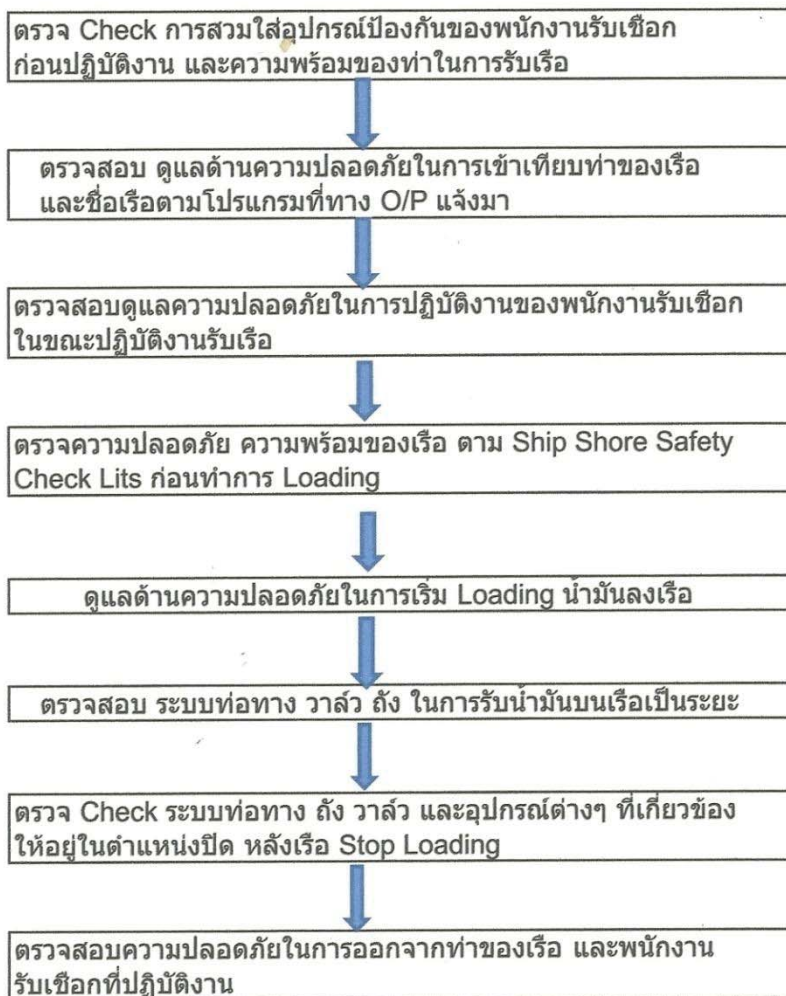 ตรวจ Check การสวมใส่อุปกรณ์ป้องกันของพนักงานรับเชือก
ก่อนปฏิบัติงาน และความพร้อมของท่าในการรับเรือ
ตรวจสอบ ดูแลด้านความปลอดภัยในการเข้าเทียบท่าของเรือ
และชื่อเรือตามโปรแกรมที่ทาง O/P แจ้งมา
ตรวจสอบดูแลความปลอดภัยในการปฏิบัติงานของพนักงานรับเชือก
ในขณะปฏิบัติงานรับเรือ
ตรวจความปลอดภัย ความพร้อมของเรือ ตาม Ship Shore Safety
Check Lits ก่อนทำการ Loading
ดูแลด้านความปลอดภัยในการเริ่ม Loading น้ำมันลงเรือ
ตรวจสอบ ระบบท่อทาง วาล์ว ถัง ในการรับน้ำมันบนเรือเป็นระยะ
ตรวจ Check ระบบท่อทาง ถัง วาล์ว และอุปกรณ์ต่างๆ ที่เกี่ยวข้อง
ให้อยู่ในตำแหน่งปิด หลังเรือ Stop Loading
ตรวจสอบความปลอดภัยในการออกจากท่าของเรือ และพนักงาน
รับเชือกที่ปฏิบัติงาน